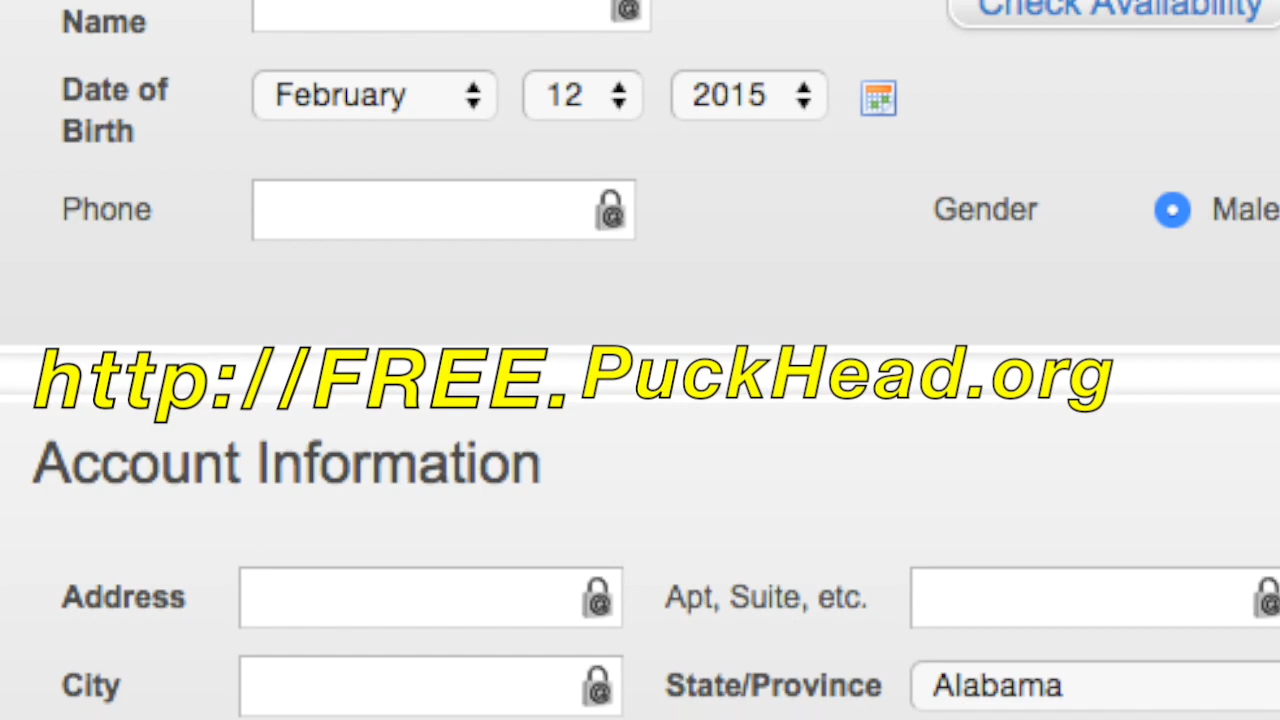 Name
Check Availability
Date of
Birth
February 12 2015
Phone
Gender Male
http://FREE.PuckHead.org
Account Information
Address
Apt, Suite, etc.
City
State/Province Alabama